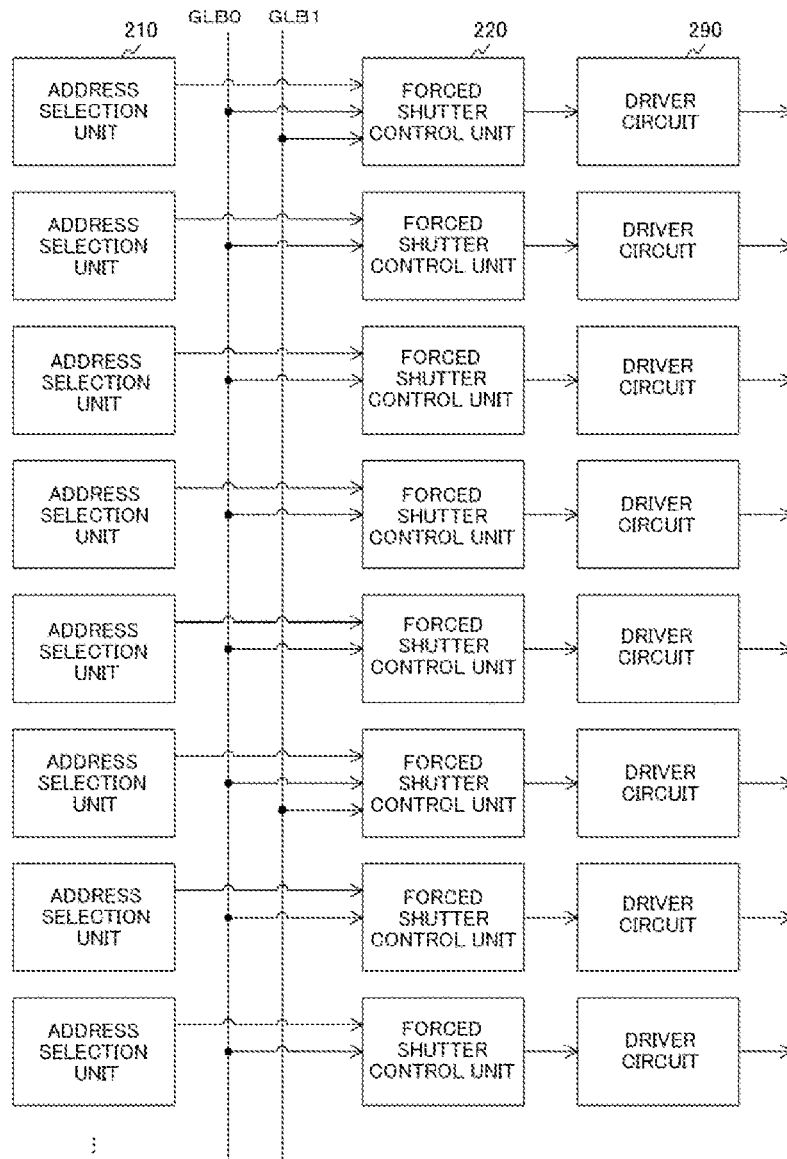 210
GLB0
GLB1
220
290
ADDRESS
SELECTION
UNIT
FORCED
SHUTTER
CONTROL UNIT
DRIVER
CIRCUIT
ADDRESS
SELECTION
UNIT
FORCED
SHUTTER
CONTROL UNIT
DRIVER
CIRCUIT
ADDRESS
SELECTION
UNIT
FORCED
SHUTTER
CONTROL UNIT
DRIVER
CIRCUIT
ADDRESS
SELECTION
UNIT
FORCED
SHUTTER
CONTROL UNIT
DRIVER
CIRCUIT
ADDRESS
SELECTION
UNIT
FORCED
SHUTTER
CONTROL UNIT
DRIVER
CIRCUIT
ADDRESS
SELECTION
UNIT
FORCED
SHUTTER
CONTROL UNIT
DRIVER
CIRCUIT
ADDRESS
SELECTION
UNIT
FORCED
SHUTTER
CONTROL UNIT
DRIVER
CIRCUIT
ADDRESS
SELECTION
UNIT
FORCED
SHUTTER
CONTROL UNIT
DRIVER
CIRCUIT